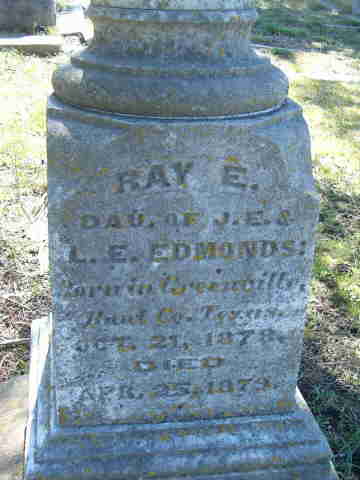 RAY E.
DAU. OF J. E. &
L. E. EDMONDS:
Born in Greenville,
Hunt Co. Texas.
OCT. 21, 1878.
DIED
APR. 25, 1879.